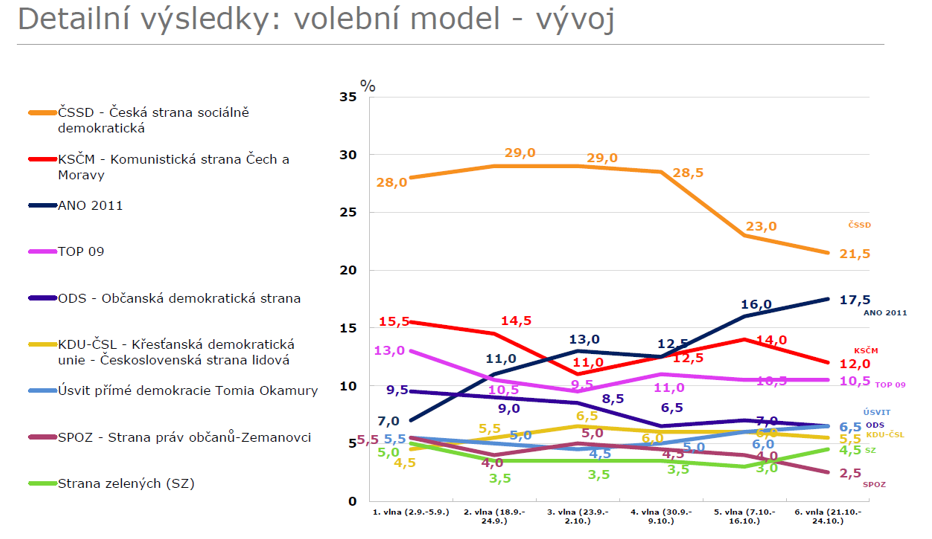 Detailní výsledky: volební model - vývoj
%
ČSSD - Česká strana sociálně
demokratická
KSČM - Komunistická strana Čech a
Moravy
ANO 2011
TOP 09
ODS - Občanská demokratická strana
KDU-ČSL - Křesťanská demokratická
unie - Československá strana lidová
Úsvit přímé demokracie Tomia Okamury
SPOZ - Strana práv občanů-Zemanovci
Strana zelených (SZ)
35
30
25
20
15
10
5
0
28,0 29,0 29,0 28,5 23,0 21,5
ČSSD
15,5 14,5 11,0 12,5 14,0 12,0
KSČM
7,0 11,0 13,0 12,5 16,0 17,5
ANO 2011
13,0 10,5 9,5 11,0 10,5 10,5
TOP 09
9,5 9,0 8,5 6,5 7,0 6,5
ÚSVIT
ODS
4,5 5,5 6,5 6,0 6,0 5,5
KDU-ČSL
5,5 5,0 4,5 5,0 6,0
5,5 4,0 5,0 4,5 4,0 2,5
SPOZ
5,0 3,5 3,5 3,5 3,0 4,5
SZ
1. vlna (2.9.-5.9.)
2. vlna (18.9.-
24.9.)
3. vlna (23.9.-
2.10.)
4. vlna (30.9.-
9.10.)
5. vlna (7.10.-
16.10.)
6. vnla (21.10.-
24.10.)